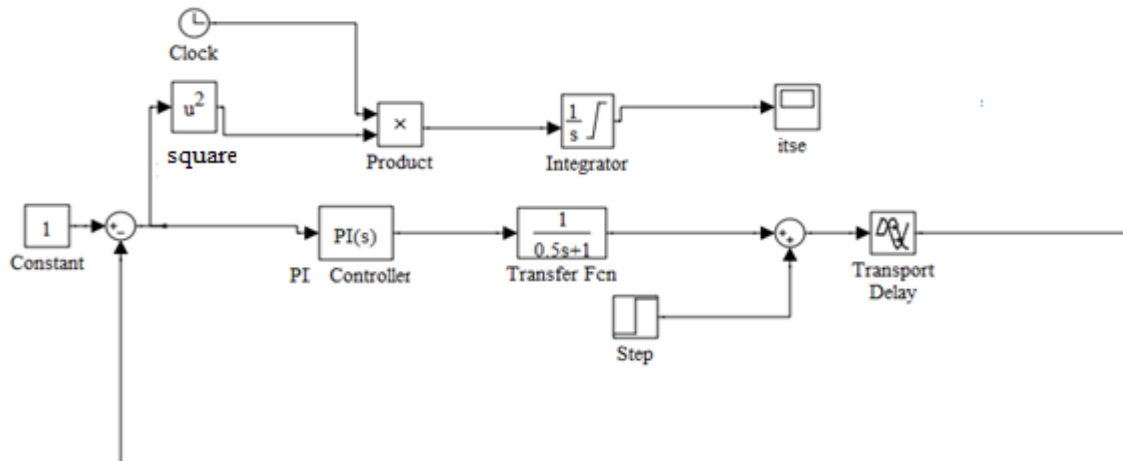 Clock
u²
square
×
Product
1
s
Integrator
itse
1
Constant
+
−
PI(s)
PI Controller
1
0.5s+1
Transfer Fcn
+
+
Transport
Delay
Step